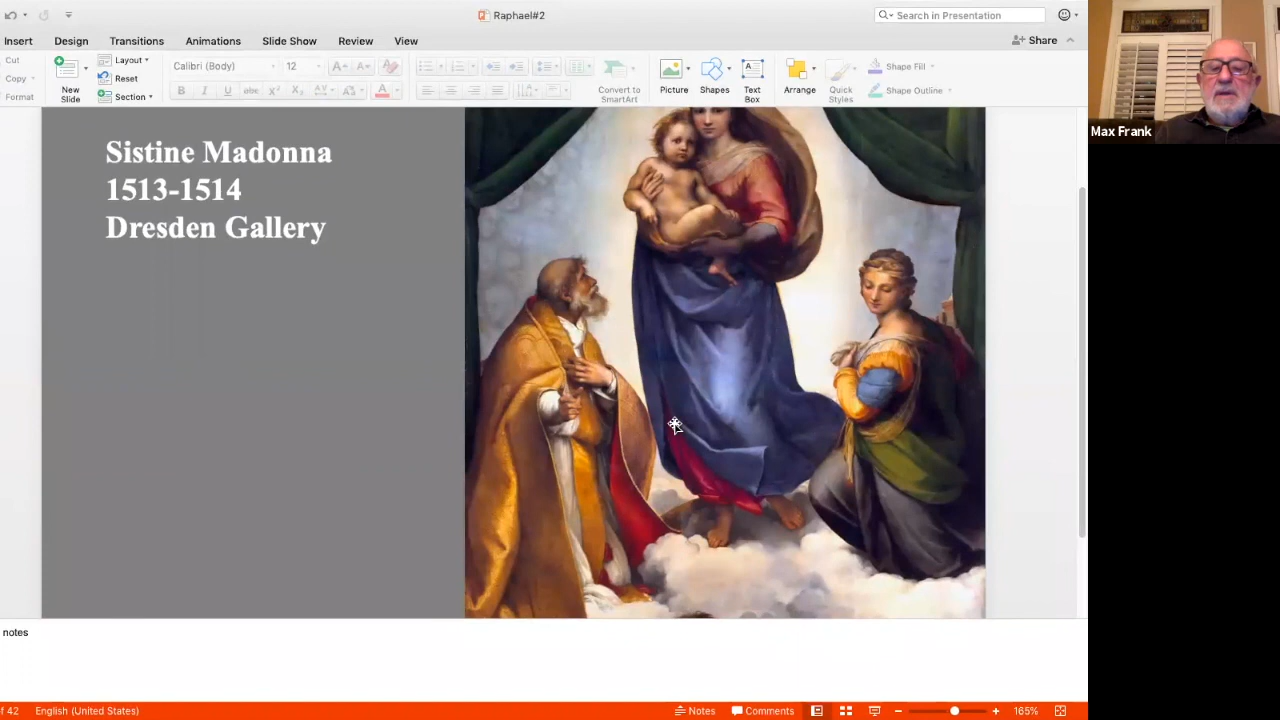 Raphael#2
Search in Presentation
Insert Design Transitions Animations Slide Show Review View
Share
Cut
Copy
Format
New
Slide
Layout
Reset
Section
Calibri (Body)
12
Convert to
SmartArt
Picture
Shapes
Text
Box
Arrange
Quick
Styles
Shape Fill
Shape Outline
Max Frank
Sistine Madonna
1513-1514
Dresden Gallery
notes
f 42 English (United States)
Notes Comments 165%